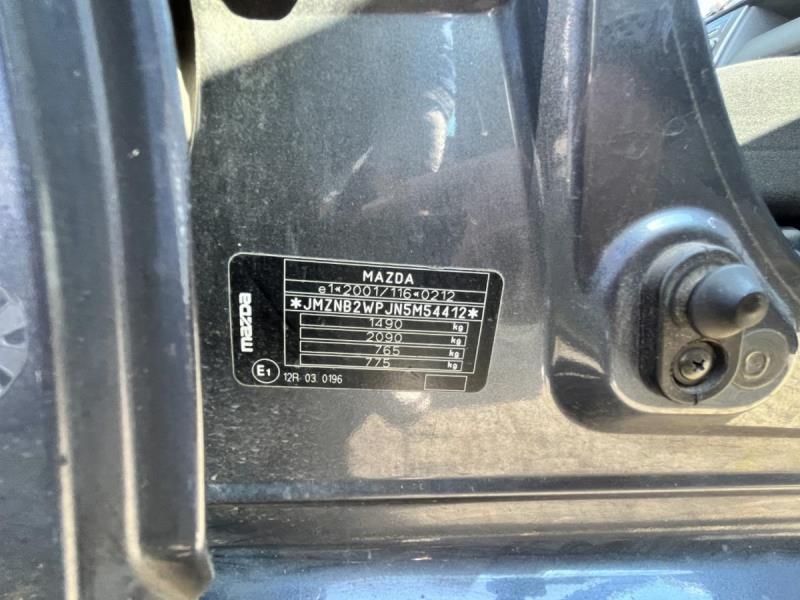 mazda
MAZDA
e1*2001/116*0212
*JMZNB2WPJN5M54412*
1490 kg
2090 kg
765 kg
775 kg
E1 12R- 03. 0196